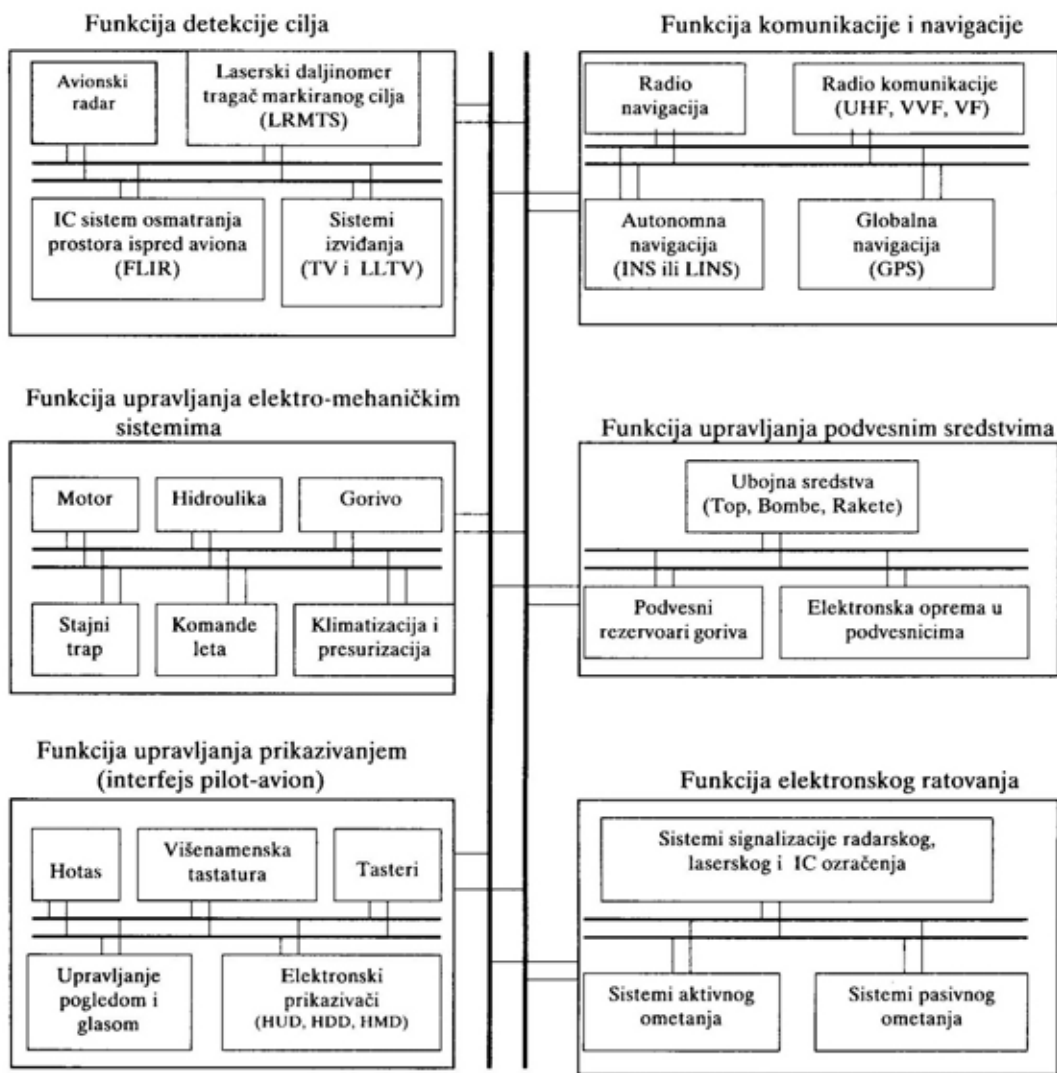 Funkcija detekcije cilja
Avionski
radar
Laserski daljinomer
tragač markiranog cilja
(LRMTS)
IC sistem osmatranja
prostora ispred aviona
(FLIR)
Sistemi
izviđanja
(TV i LLTV)
Funkcija komunikacije i navigacije
Radio
navigacija
Radio komunikacije
(UHF, VVF, VF)
Autonomna
navigacija
(INS ili LINS)
Globalna
navigacija
(GPS)
Funkcija upravljanja elektro-mehaničkim
sistemima
Motor
Hidroulika
Gorivo
Stajni
trap
Komande
leta
Klimatizacija i
presurizacija
Funkcija upravljanja podvesnim sredstvima
Ubojna sredstva
(Top, Bombe, Rakete)
Podvesni
rezervoari goriva
Elektronska oprema u
podvesnicima
Funkcija upravljanja prikazivanjem
(interfejs pilot-avion)
Hotas
Višenamenska
tastatura
Tasteri
Upravljanje
pogledom i
glasom
Elektronski
prikazivači
(HUD, HDD, HMD)
Funkcija elektronskog ratovanja
Sistemi signalizacije radarskog,
laserskog i IC ozračenja
Sistemi aktivnog
ometanja
Sistemi pasivnog
ometanja